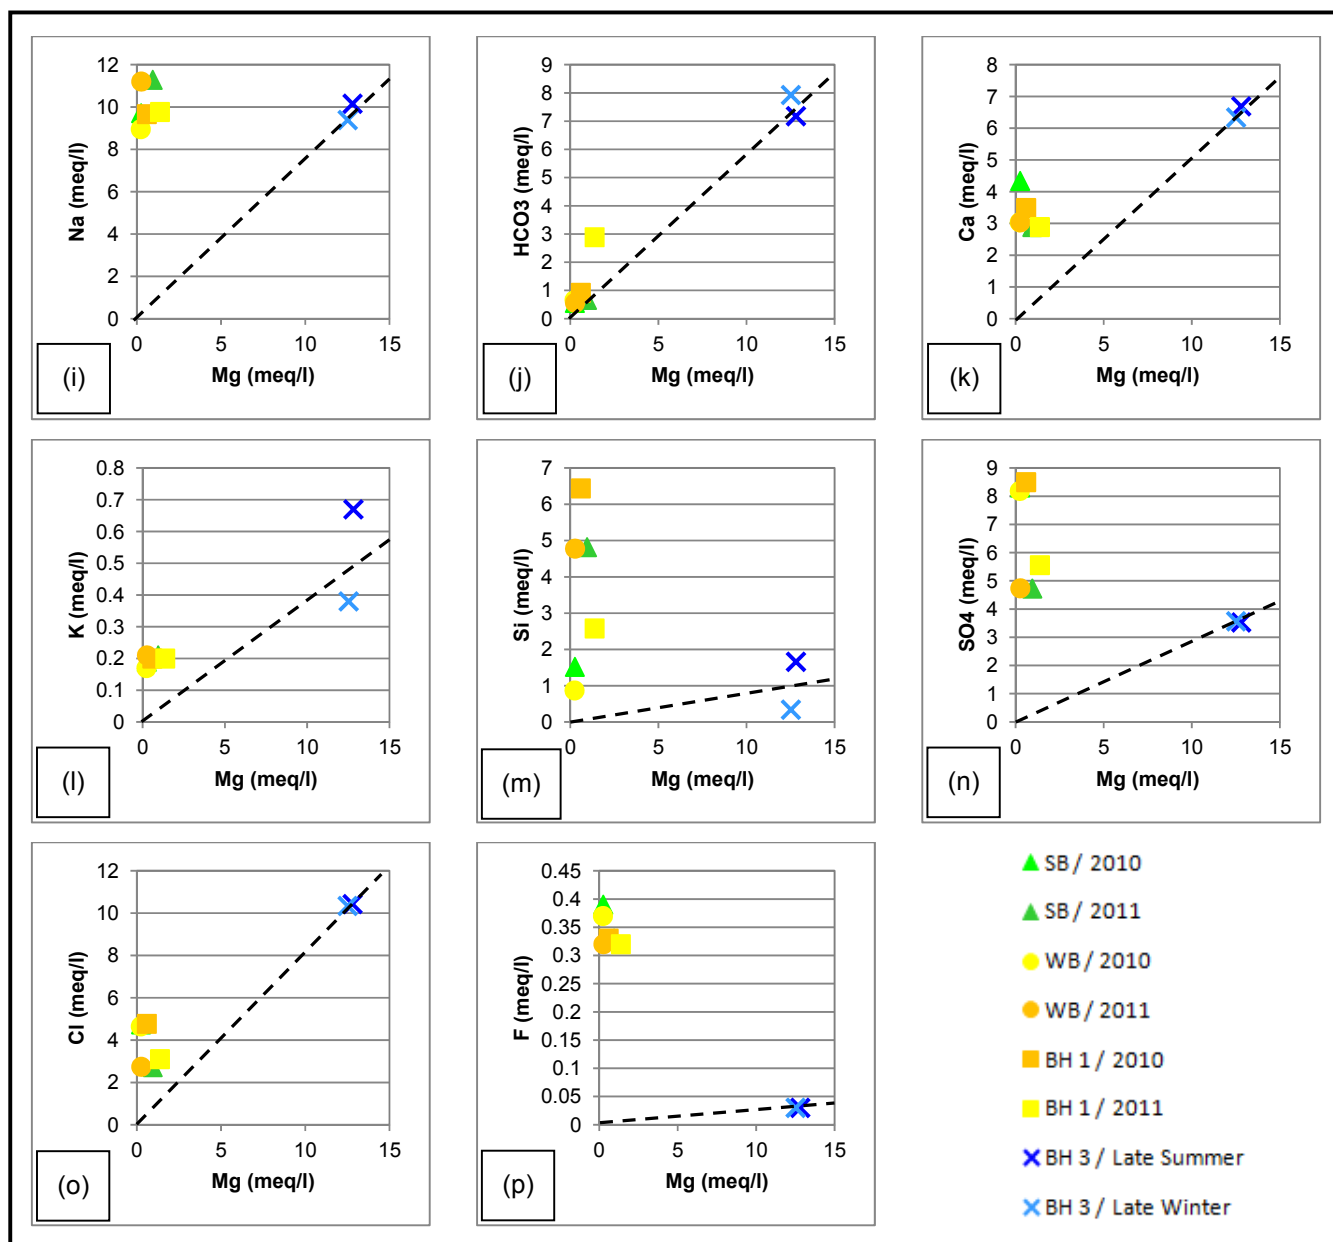 12
10
8
6
4
2
0
0 5 10 15
Na (meq/l)
Mg (meq/l)
(i)
9
8
7
6
5
4
3
2
1
0
0 5 10 15
HCO3 (meq/l)
Mg (meq/l)
(j)
8
7
6
5
4
3
2
1
0
0 5 10 15
Ca (meq/l)
Mg (meq/l)
(k)
0.8
0.7
0.6
0.5
0.4
0.3
0.2
0.1
0
0 5 10 15
K (meq/l)
Mg (meq/l)
(l)
7
6
5
4
3
2
1
0
0 5 10 15
Si (meq/l)
Mg (meq/l)
(m)
9
8
7
6
5
4
3
2
1
0
0 5 10 15
SO4 (meq/l)
Mg (meq/l)
(n)
12
10
8
6
4
2
0
0 5 10 15
Cl (meq/l)
Mg (meq/l)
(o)
0.45
0.4
0.35
0.3
0.25
0.2
0.15
0.1
0.05
0
0 5 10 15
F (meq/l)
Mg (meq/l)
(p)
SB / 2010
SB / 2011
WB / 2010
WB / 2011
BH 1 / 2010
BH 1 / 2011
BH 3 / Late Summer
BH 3 / Late Winter